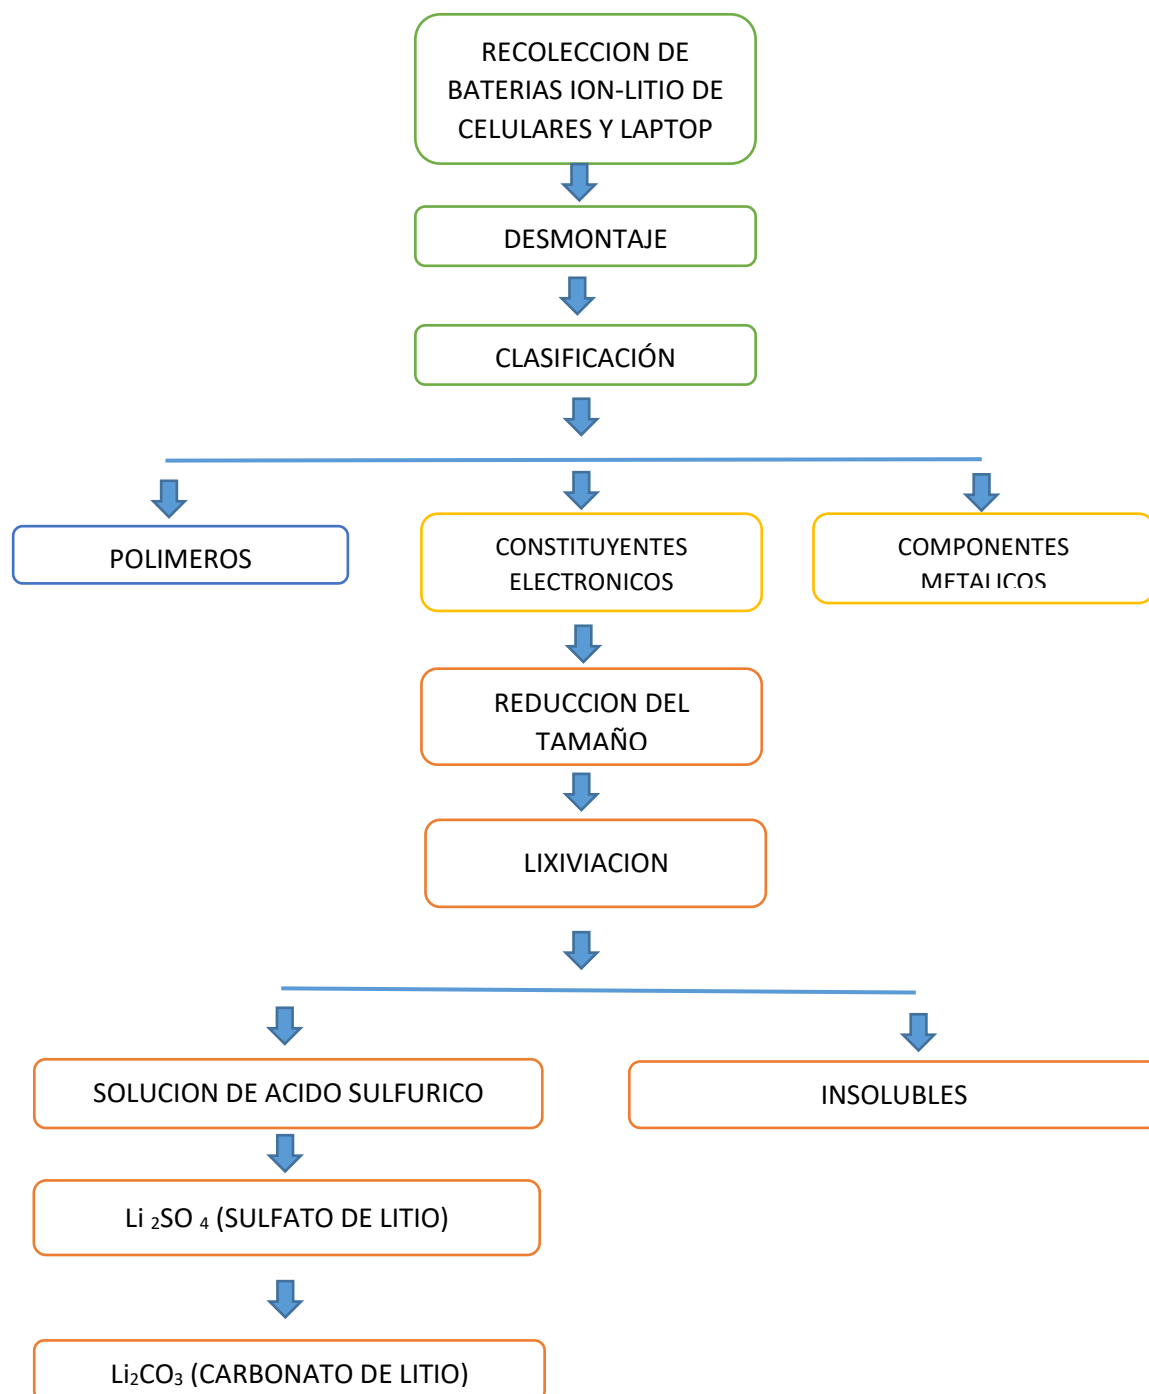 RECOLECCION DE
BATERIAS ION-LITIO DE
CELULARES Y LAPTOP
DESMONTAJE
CLASIFICACIÓN
POLIMEROS
CONSTITUYENTES
ELECTRONICOS
COMPONENTES
METALICOS
REDUCCION DEL
TAMAÑO
LIXIVIACION
SOLUCION DE ACIDO SULFURICO
INSOLUBLES
Li ₂SO ₄ (SULFATO DE LITIO)
Li₂CO₃ (CARBONATO DE LITIO)